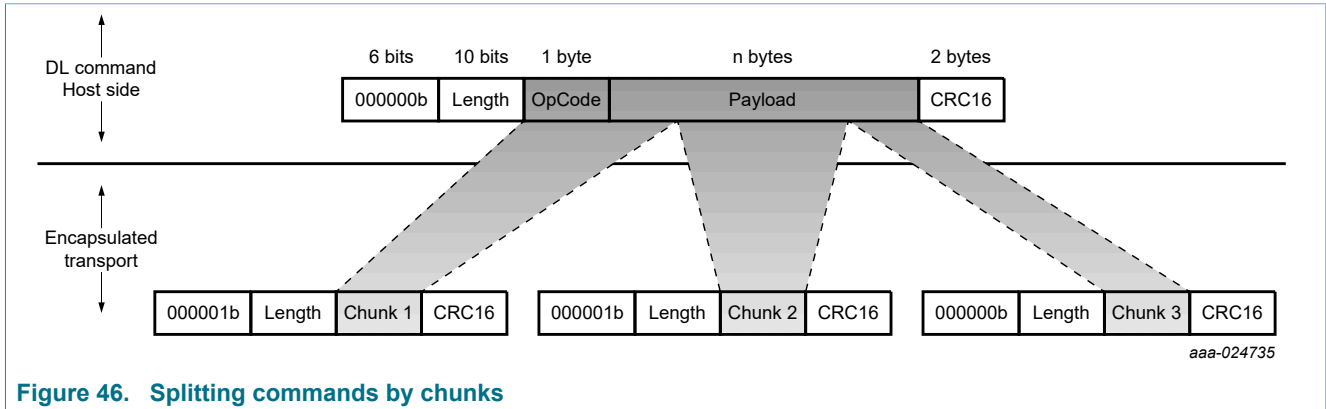 DL command
Host side
6 bits 10 bits 1 byte n bytes 2 bytes
000000b Length OpCode Payload CRC16
Encapsulated
transport
000001b Length Chunk 1 CRC16 000001b Length Chunk 2 CRC16 000000b Length Chunk 3 CRC16
aaa-024735
Figure 46. Splitting commands by chunks